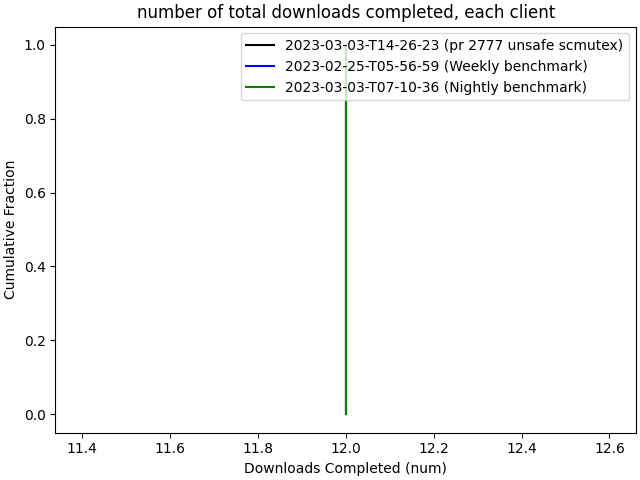 number of total downloads completed, each client
2023-03-03-T14-26-23 (pr 2777 unsafe scmutex)
2023-02-25-T05-56-59 (Weekly benchmark)
2023-03-03-T07-10-36 (Nightly benchmark)
Cumulative Fraction
1.0
0.8
0.6
0.4
0.2
0.0
11.4 11.6 11.8 12.0 12.2 12.4 12.6
Downloads Completed (num)